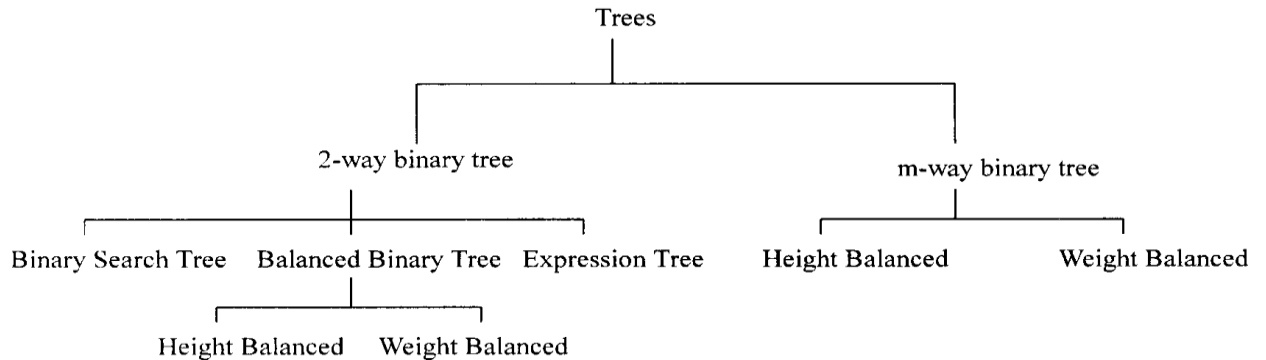 Trees
2-way binary tree
m-way binary tree
Binary Search Tree
Balanced Binary Tree
Expression Tree
Height Balanced
Weight Balanced
Height Balanced
Weight Balanced